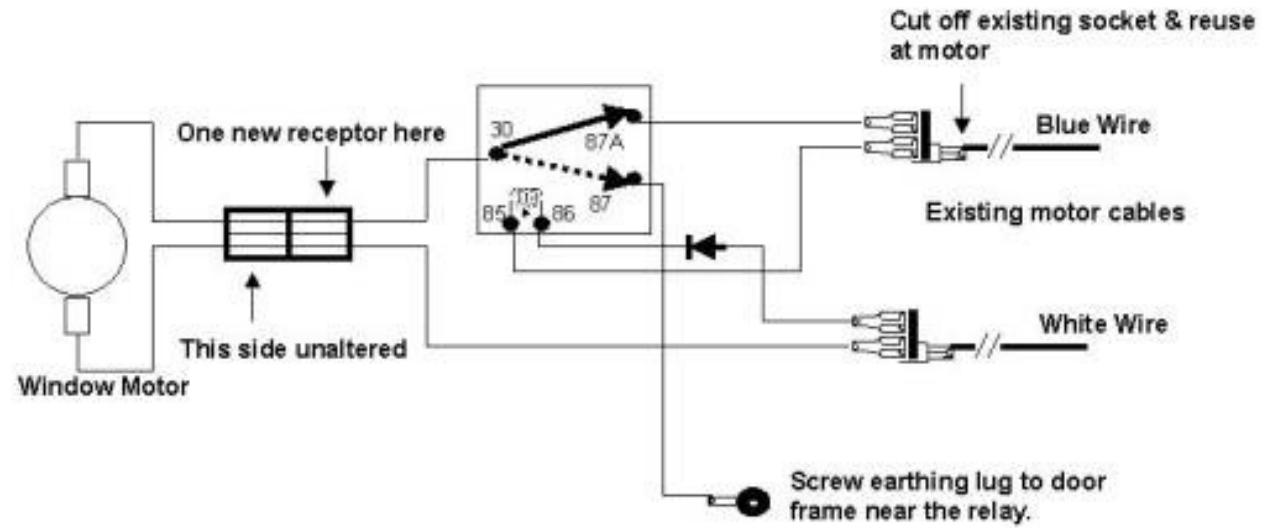 Cut off existing socket & reuse
at motor
One new receptor here
30
87A
Blue Wire
87
85
86
Existing motor cables
This side unaltered
White Wire
Window Motor
Screw earthing lug to door
frame near the relay.